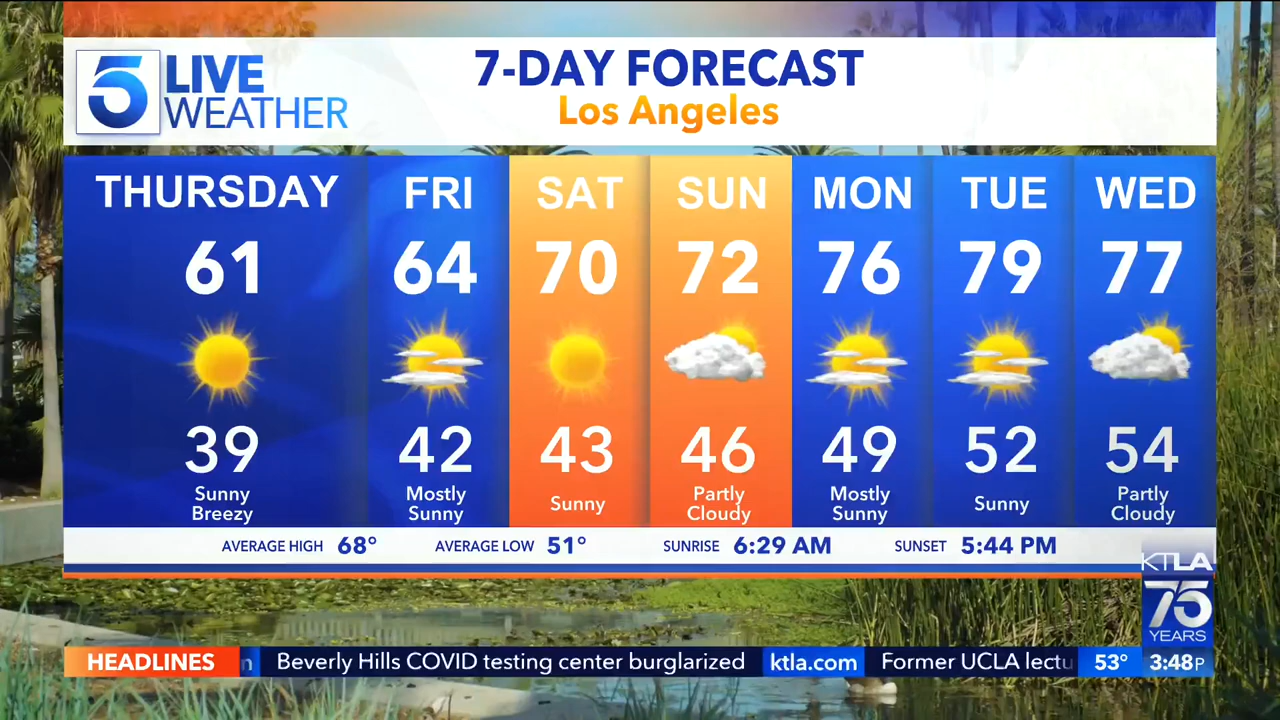 7-DAY FORECAST
Los Angeles
5 LIVE
WEATHER
THURSDAY FRI SAT SUN MON TUE WED
61 64 70 72 76 79 77
39 42 43 46 49 52 54
Sunny Breezy
Mostly Sunny
Sunny
Partly Cloudy
Mostly Sunny
Sunny
Partly Cloudy
AVERAGE HIGH 68° AVERAGE LOW 51° SUNRISE 6:29 AM SUNSET 5:44 PM
KTLA
75
YEARS
HEADLINES Beverly Hills COVID testing center burglarized ktla.com Former UCLA lectu 53° 3:48P